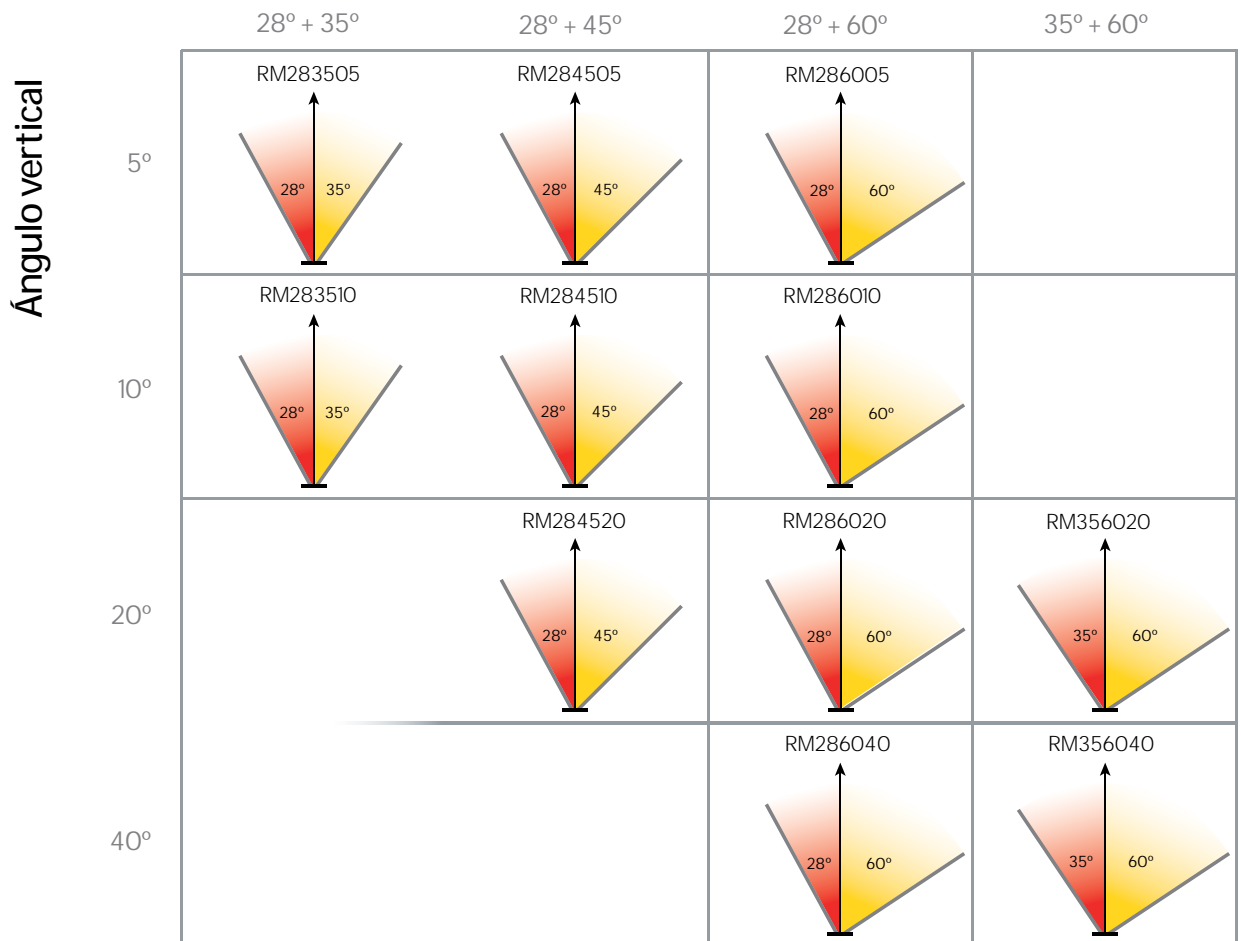 28º + 35º 28º + 45º 28º + 60º 35º + 60º
Ángulo vertical
RM283505 RM284505 RM286005
5º
28º 35º 28º 45º 28º 60º
RM283510 RM284510 RM286010
10º
28º 35º 28º 45º 28º 60º
RM284520 RM286020 RM356020
20º
28º 45º 28º 60º 35º 60º
RM286040 RM356040
40º
28º 60º 35º 60º